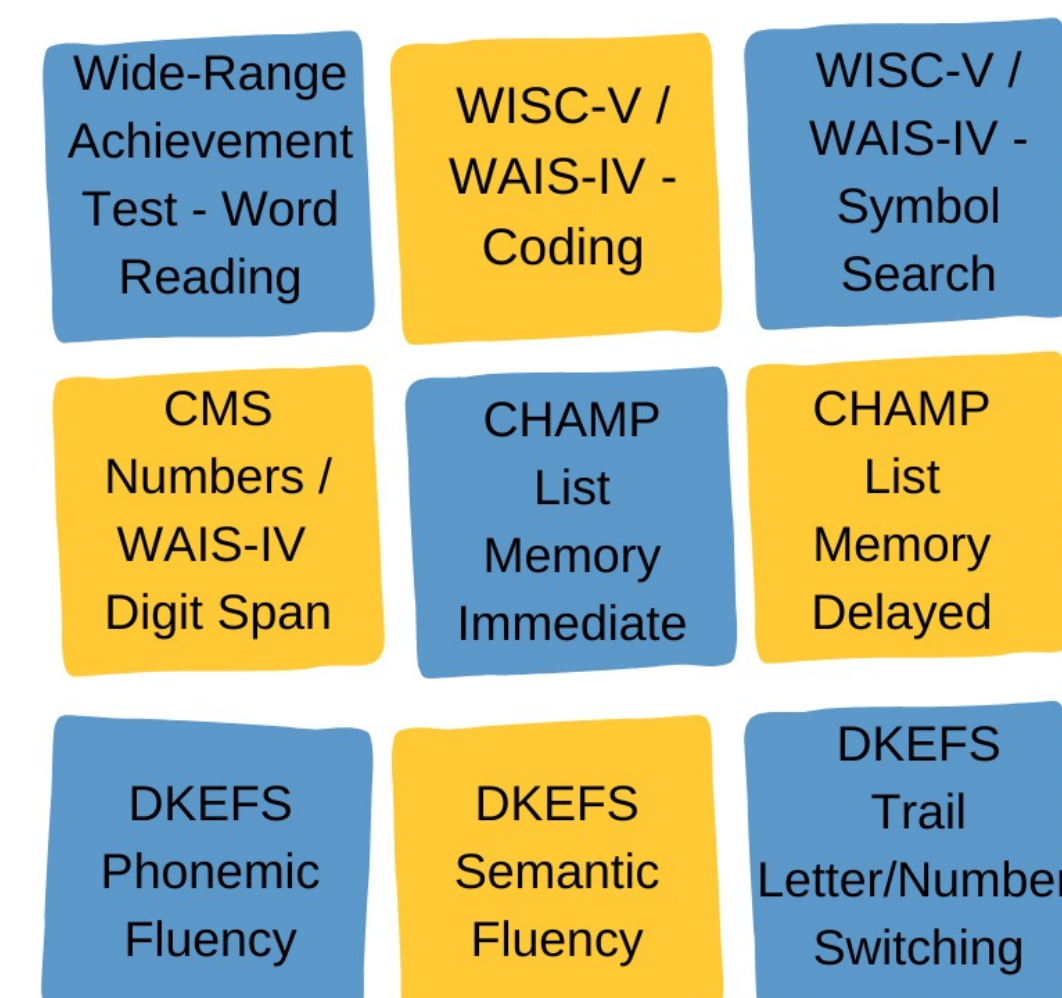 Wide-Range
Achievement
Test - Word
Reading
WISC-V /
WAIS-IV -
Coding
WISC-V /
WAIS-IV -
Symbol
Search
CMS
Numbers /
WAIS-IV
Digit Span
CHAMP
List
Memory
Immediate
CHAMP
List
Memory
Delayed
DKEFS
Phonemic
Fluency
DKEFS
Semantic
Fluency
DKEFS
Trail
Letter/Number
Switching